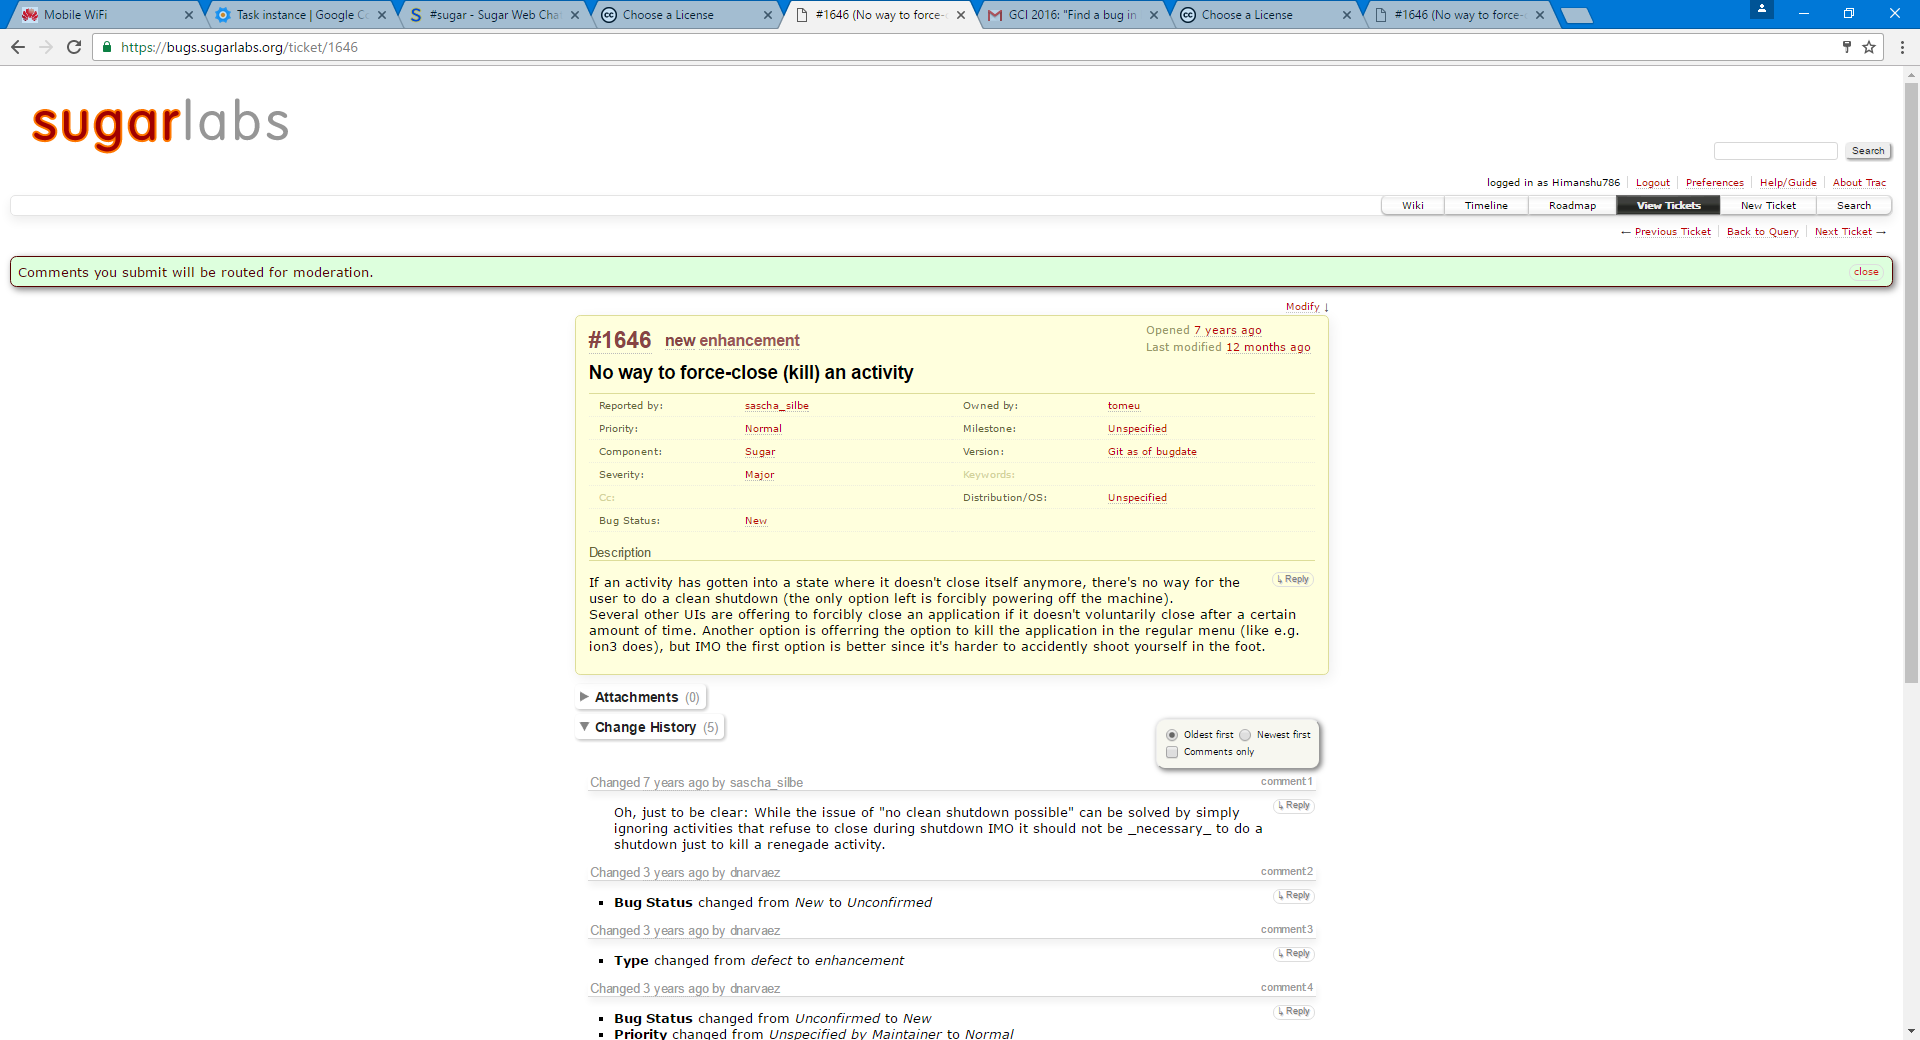 Mobile WiFi
Task instance | Google Co
#sugar - Sugar Web Chat
Choose a License
#1646 (No way to force-
GCI 2016: "Find a bug in
Choose a License
#1646 (No way to force-
https://bugs.sugarlabs.org/ticket/1646
sugarlabs
Search
logged in as Himanshu786 Logout Preferences Help/Guide About Trac
Wiki Timeline Roadmap View Tickets New Ticket Search
← Previous Ticket Back to Query Next Ticket →
Comments you submit will be routed for moderation. close
Modify ↓
#1646 new enhancement Opened 7 years ago
Last modified 12 months ago
No way to force-close (kill) an activity
Reported by: sascha_silbe Owned by: tomeu
Priority: Normal Milestone: Unspecified
Component: Sugar Version: Git as of bugdate
Severity: Major Keywords:
Cc: Distribution/OS: Unspecified
Bug Status: New
Description
↳ Reply
If an activity has gotten into a state where it doesn't close itself anymore, there's no way for the
user to do a clean shutdown (the only option left is forcibly powering off the machine).
Several other UIs are offering to forcibly close an application if it doesn't voluntarily close after a certain
amount of time. Another option is offerring the option to kill the application in the regular menu (like e.g.
ion3 does), but IMO the first option is better since it's harder to accidently shoot yourself in the foot.
Attachments (0)
Change History (5)
Oldest first Newest first
Comments only
Changed 7 years ago by sascha_silbe comment1
↳ Reply
Oh, just to be clear: While the issue of "no clean shutdown possible" can be solved by simply
ignoring activities that refuse to close during shutdown IMO it should not be _necessary_ to do a
shutdown just to kill a renegade activity.
Changed 3 years ago by dnarvaez comment2
↳ Reply
▪ Bug Status changed from New to Unconfirmed
Changed 3 years ago by dnarvaez comment3
↳ Reply
▪ Type changed from defect to enhancement
Changed 3 years ago by dnarvaez comment4
↳ Reply
▪ Bug Status changed from Unconfirmed to New
▪ Priority changed from Unspecified by Maintainer to Normal